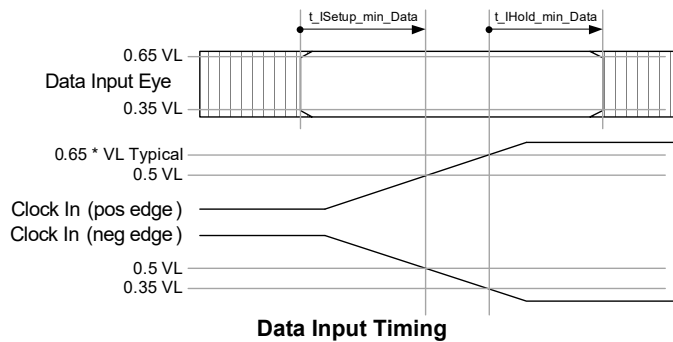 t_ISetup_min_Data
t_IHold_min_Data
0.65 VL
Data Input Eye
0.35 VL
0.65 * VL Typical
0.5 VL
Clock In (pos edge)
Clock In (neg edge)
0.5 VL
0.35 VL
Data Input Timing